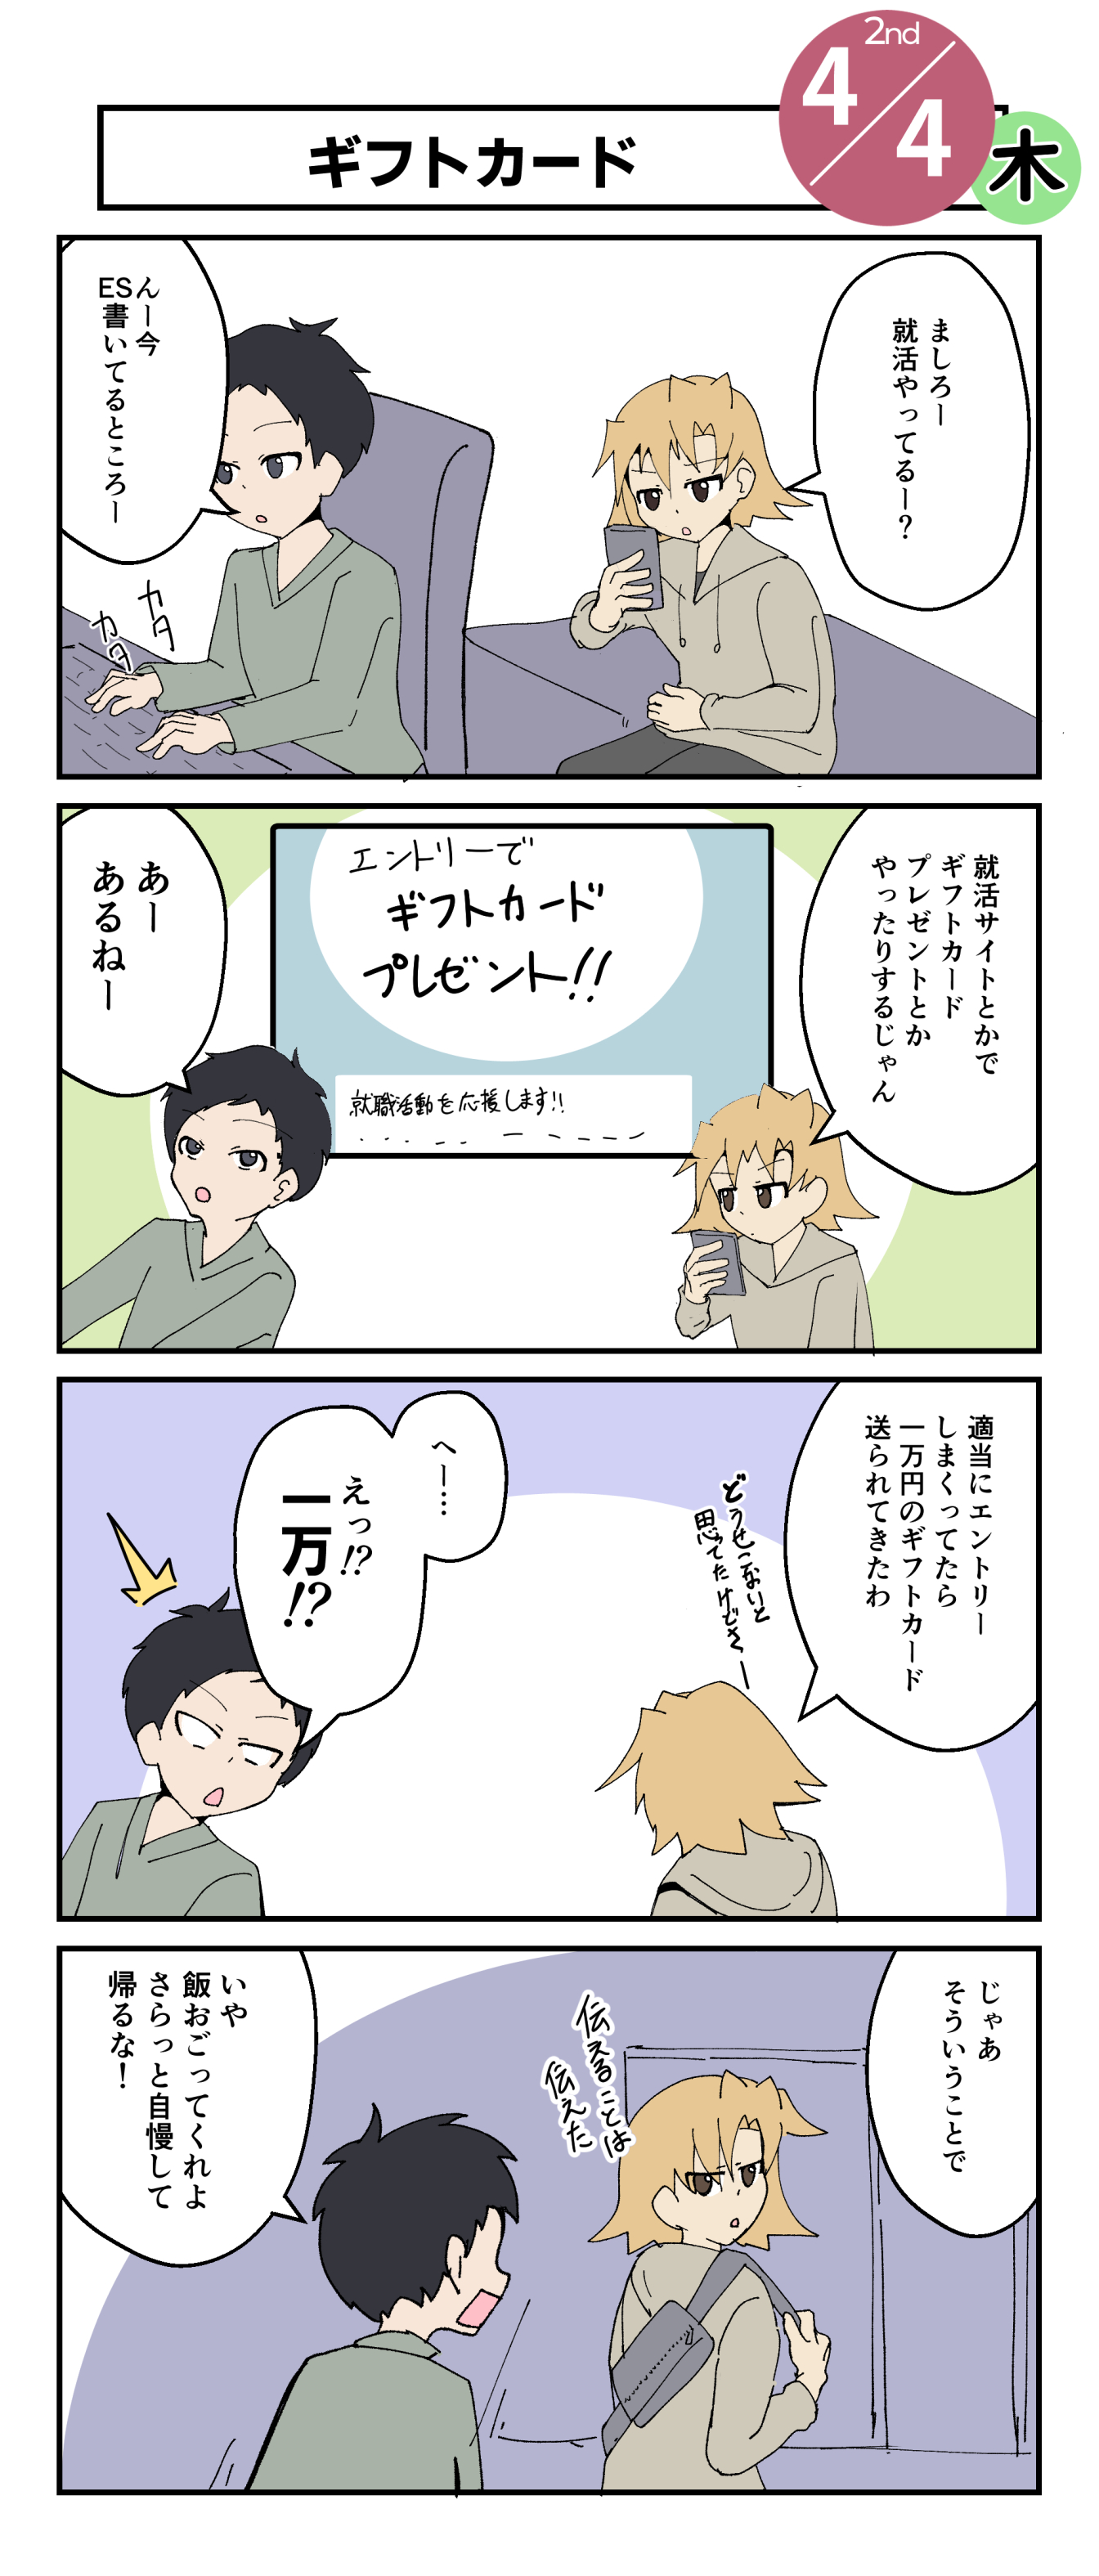 2nd
4/4
木
ギフトカード
ましろー
就活やってるー?
んー今
ES書いてるところー
カタ
カタ
就活サイトとかで
ギフトカード
プレゼントとか
やったりするじゃん
エントリーで
ギフトカード
プレゼント!!
就職活動を応援します!!
あー
あるねー
適当にエントリー
しまくってたら
一万円のギフトカード
送られてきたわ
どうせこないと
思ってたけどさー
へー…
えっ!?
一万!?
じゃあ
そういうことで
伝えることは
伝えた
いや
飯おごってくれよ
さらっと自慢して
帰るな!